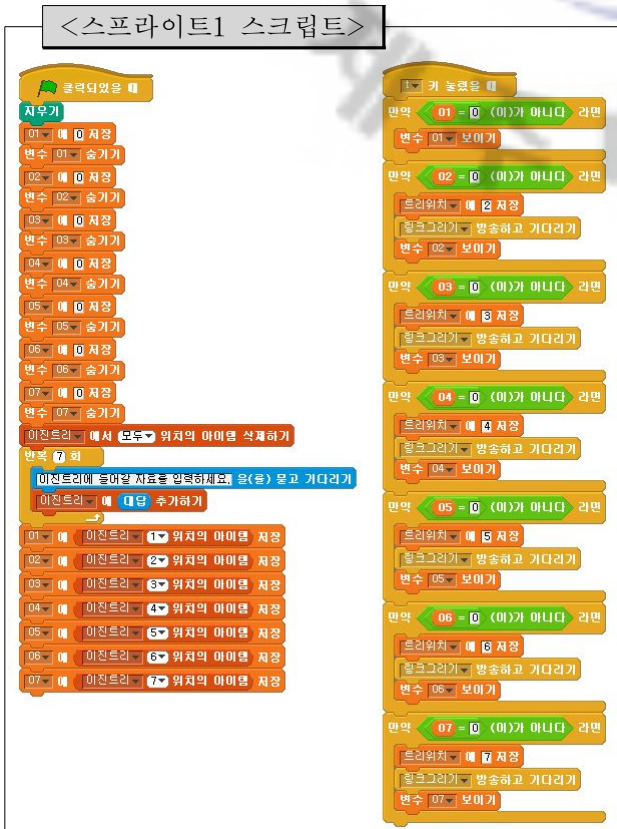 <스프라이트1 스크립트>
클릭되었을 때
지우기
01 에 0 저장
변수 01 숨기기
02 에 0 저장
변수 02 숨기기
03 에 0 저장
변수 03 숨기기
04 에 0 저장
변수 04 숨기기
05 에 0 저장
변수 05 숨기기
06 에 0 저장
변수 06 숨기기
07 에 0 저장
변수 07 숨기기
이진트리 에서 모두 위치의 아이템 삭제하기
반복 7 회
이진트리에 들어갈 자료를 입력하세요. 을(를) 묻고 기다리기
이진트리 에 대답 추가하기
01 에 이진트리 1 위치의 아이템 저장
02 에 이진트리 2 위치의 아이템 저장
03 에 이진트리 3 위치의 아이템 저장
04 에 이진트리 4 위치의 아이템 저장
05 에 이진트리 5 위치의 아이템 저장
06 에 이진트리 6 위치의 아이템 저장
07 에 이진트리 7 위치의 아이템 저장
1 키 눌렸을 때
만약 01 = 0 (이)가 아니다 라면
변수 01 보이기
만약 02 = 0 (이)가 아니다 라면
트리위치 에 2 저장
링크그리기 방송하고 기다리기
변수 02 보이기
만약 03 = 0 (이)가 아니다 라면
트리위치 에 3 저장
링크그리기 방송하고 기다리기
변수 03 보이기
만약 04 = 0 (이)가 아니다 라면
트리위치 에 4 저장
링크그리기 방송하고 기다리기
변수 04 보이기
만약 05 = 0 (이)가 아니다 라면
트리위치 에 5 저장
링크그리기 방송하고 기다리기
변수 05 보이기
만약 06 = 0 (이)가 아니다 라면
트리위치 에 6 저장
링크그리기 방송하고 기다리기
변수 06 보이기
만약 07 = 0 (이)가 아니다 라면
트리위치 에 7 저장
링크그리기 방송하고 기다리기
변수 07 보이기